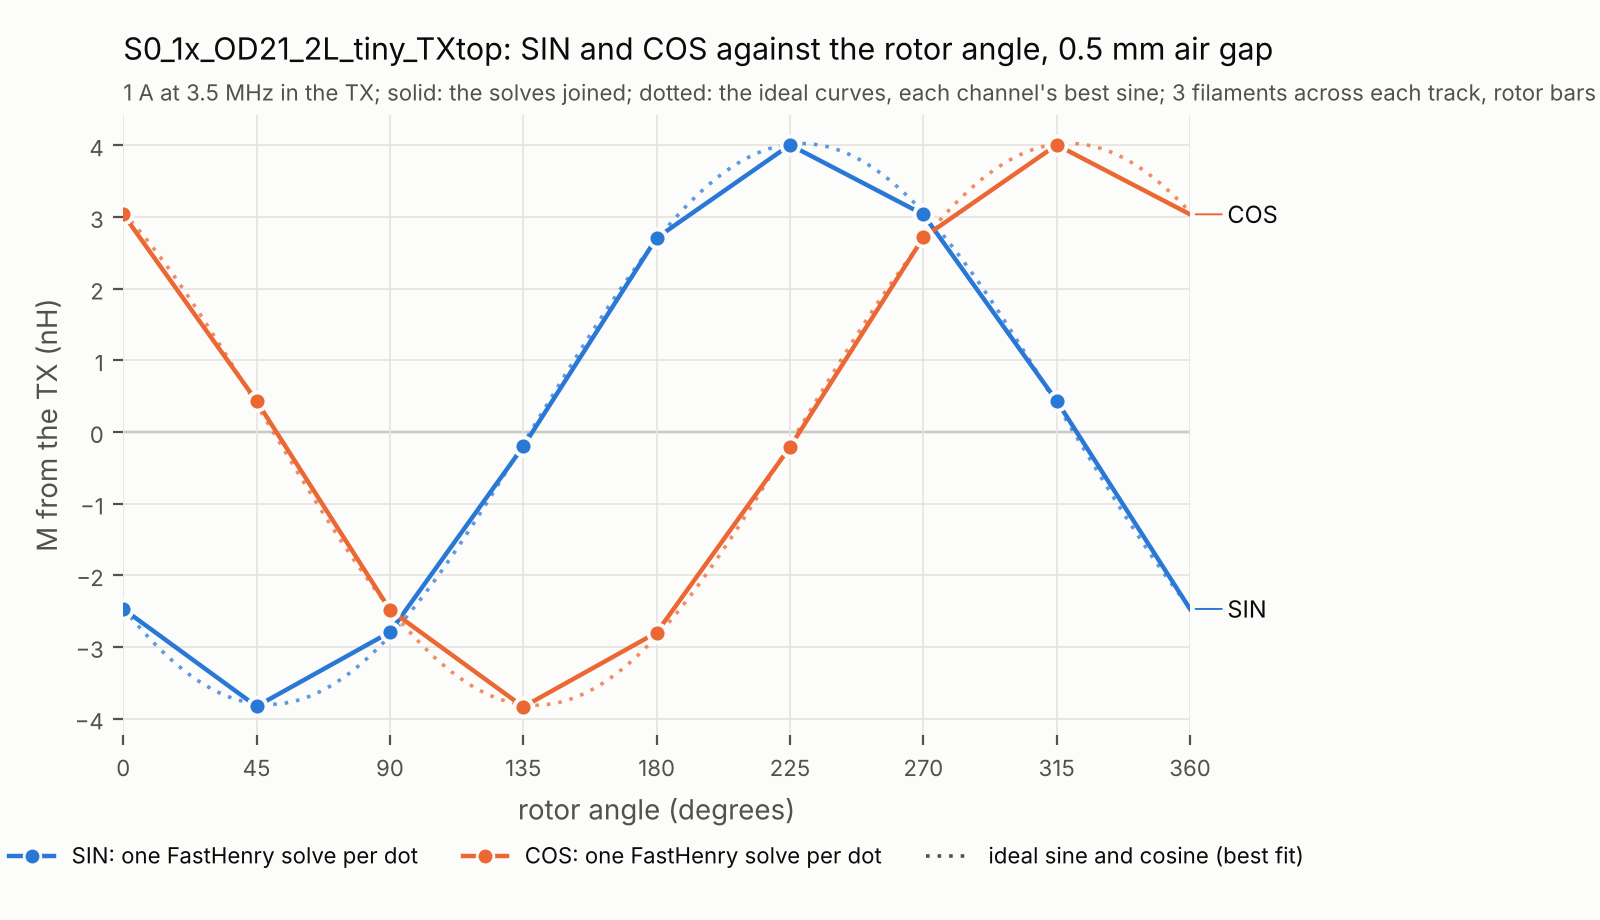 S0_1x_OD21_2L_tiny_TXtop: SIN and COS against the rotor angle, 0.5 mm air gap
1 A at 3.5 MHz in the TX; solid: the solves joined; dotted: the ideal curves, each channel's best sine; 3 filaments across each track, rotor bars
M from the TX (nH)
4
3
2
1
0
−1
−2
−3
−4
COS
SIN
0 45 90 135 180 225 270 315 360
rotor angle (degrees)
SIN: one FastHenry solve per dot COS: one FastHenry solve per dot ideal sine and cosine (best fit)